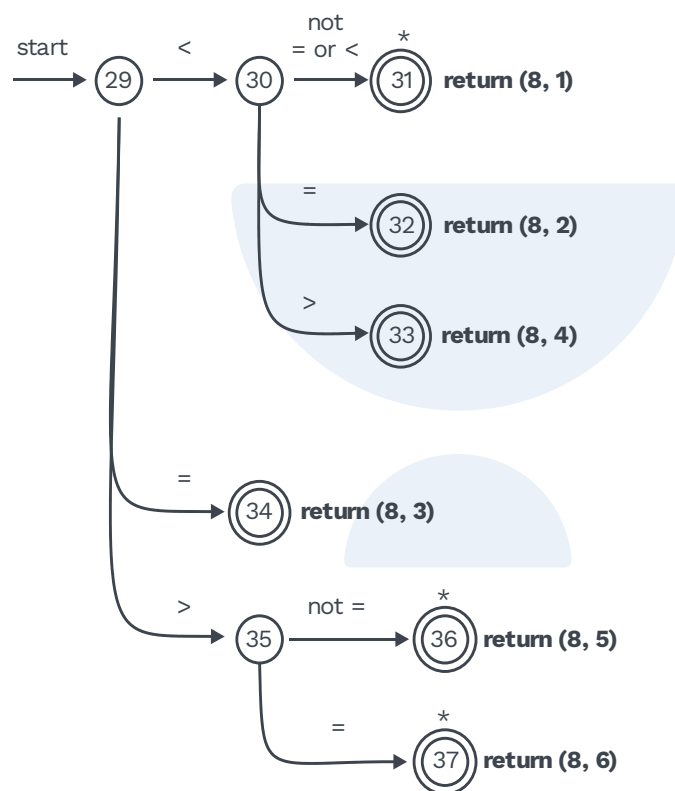 not
start
<
= or <
*
29
30
31
return (8, 1)
=
32
return (8, 2)
>
33
return (8, 4)
=
34
return (8, 3)
>
not =
*
35
36
return (8, 5)
=
*
37
return (8, 6)